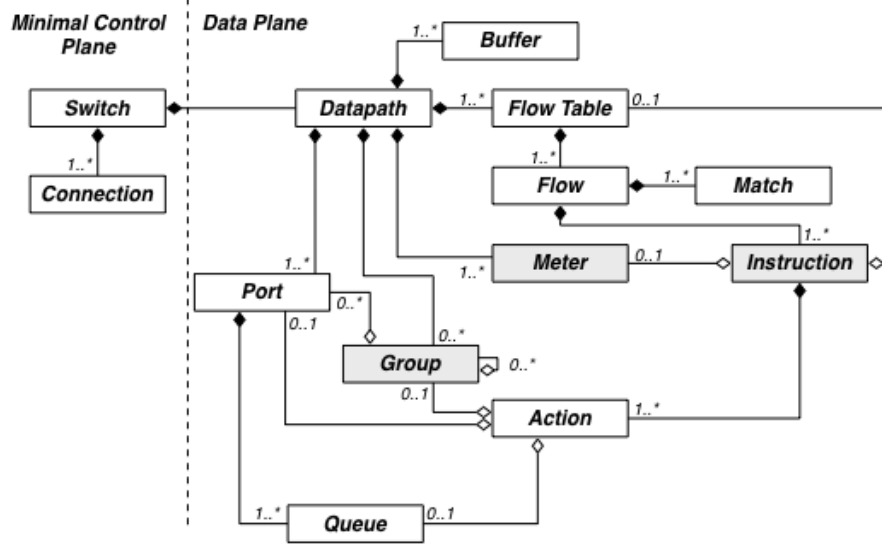 Minimal Control
Plane
Data Plane
1..*
Buffer
Switch
Datapath
1..*
Flow Table
0..1
1..*
1..*
Connection
Flow
1..*
Match
1..*
1..*
Meter
0..1
Instruction
1..*
Port
0..*
0..1
0..*
Group
0..*
0..1
Action
1..*
1..*
Queue
0..1